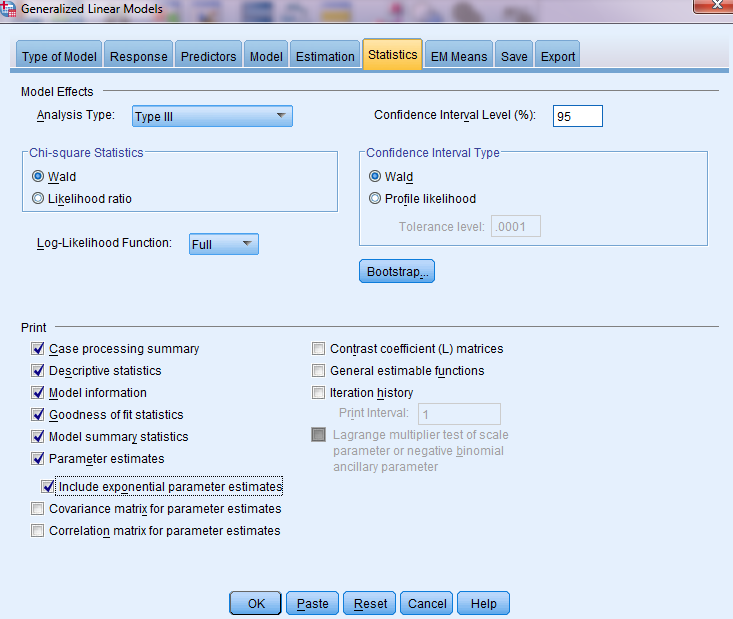 Generalized Linear Models
Type of Model Response Predictors Model Estimation Statistics EM Means Save Export
Model Effects
Analysis Type: Type III
Confidence Interval Level (%): 95
Chi-square Statistics
Wald
Likelihood ratio
Log-Likelihood Function: Full
Confidence Interval Type
Wald
Profile likelihood
Tolerance level: .0001
Bootstrap...
Print
Case processing summary
Descriptive statistics
Model information
Goodness of fit statistics
Model summary statistics
Parameter estimates
Include exponential parameter estimates
Covariance matrix for parameter estimates
Correlation matrix for parameter estimates
Contrast coefficient (L) matrices
General estimable functions
Iteration history
Print Interval: 1
Lagrange multiplier test of scale
parameter or negative binomial
ancillary parameter
OK Paste Reset Cancel Help